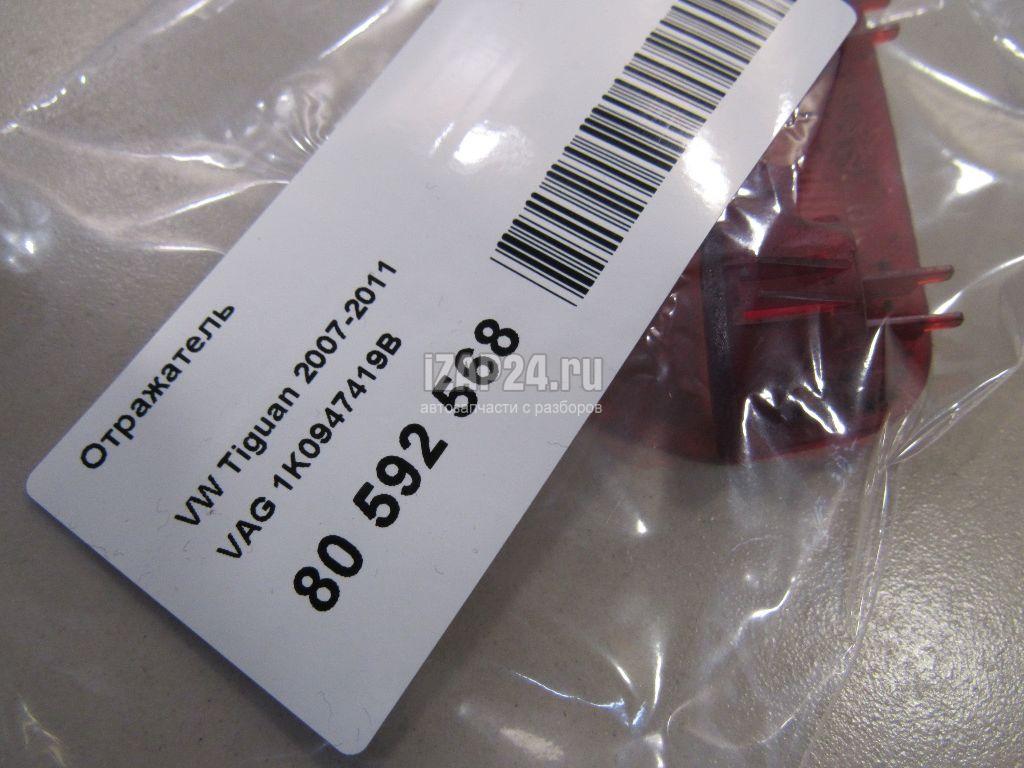 Отражатель
VW Tiguan 2007-2011
VAG 1K0947419B
80 592 568
iZAP24.ru
автозапчасти с разборов